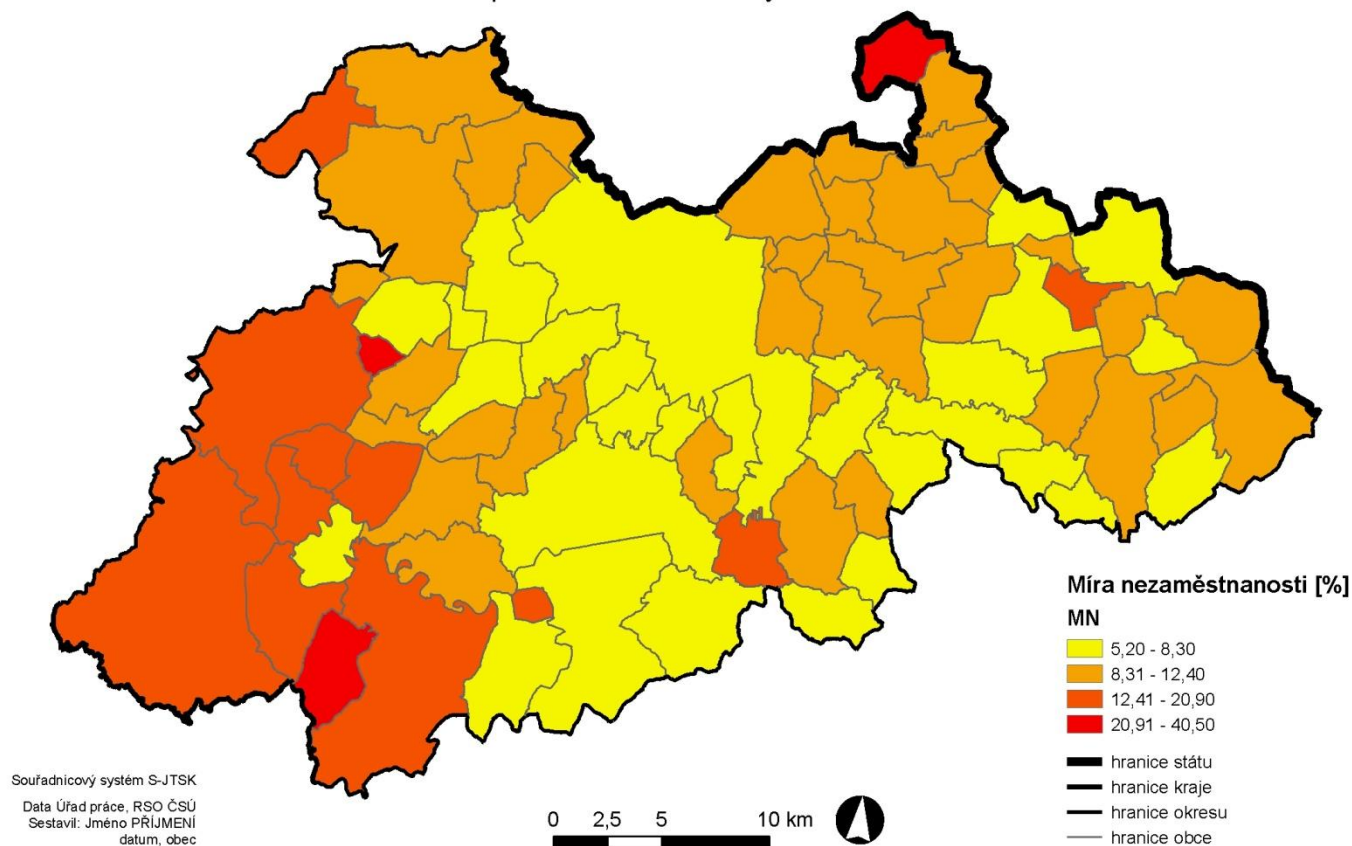 Míra nezaměstnanosti [%]
MN
5,20 - 8,30
8,31 - 12,40
12,41 - 20,90
20,91 - 40,50
hranice státu
hranice kraje
hranice okresu
hranice obce
Souřadnicový systém S-JTSK
Data Úřad práce, RSO ČSÚ
Sestavil: Jméno PŘÍJMENÍ
datum, obec
0 2,5 5 10 km